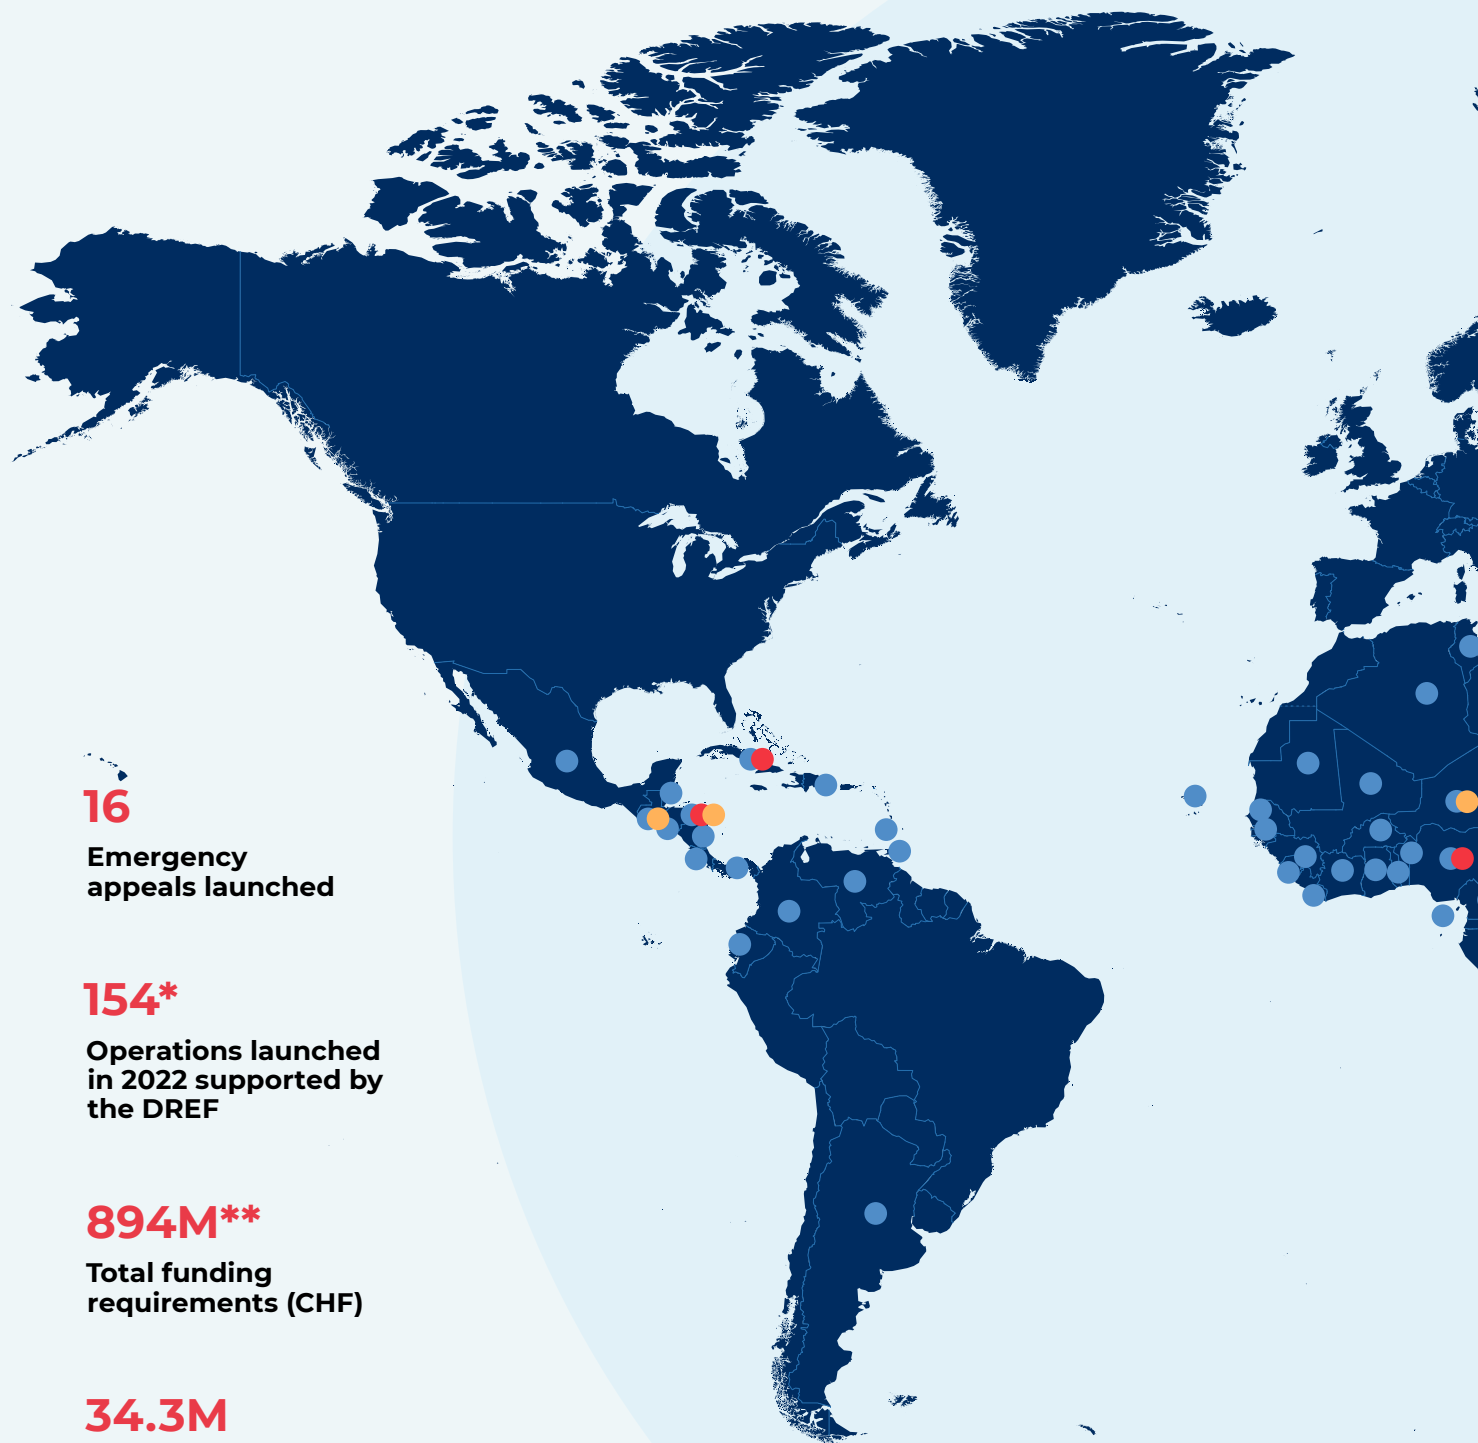 16
Emergency
appeals launched
154*
Operations launched
in 2022 supported by
the DREF
894M**
Total funding
requirements (CHF)
34.3M